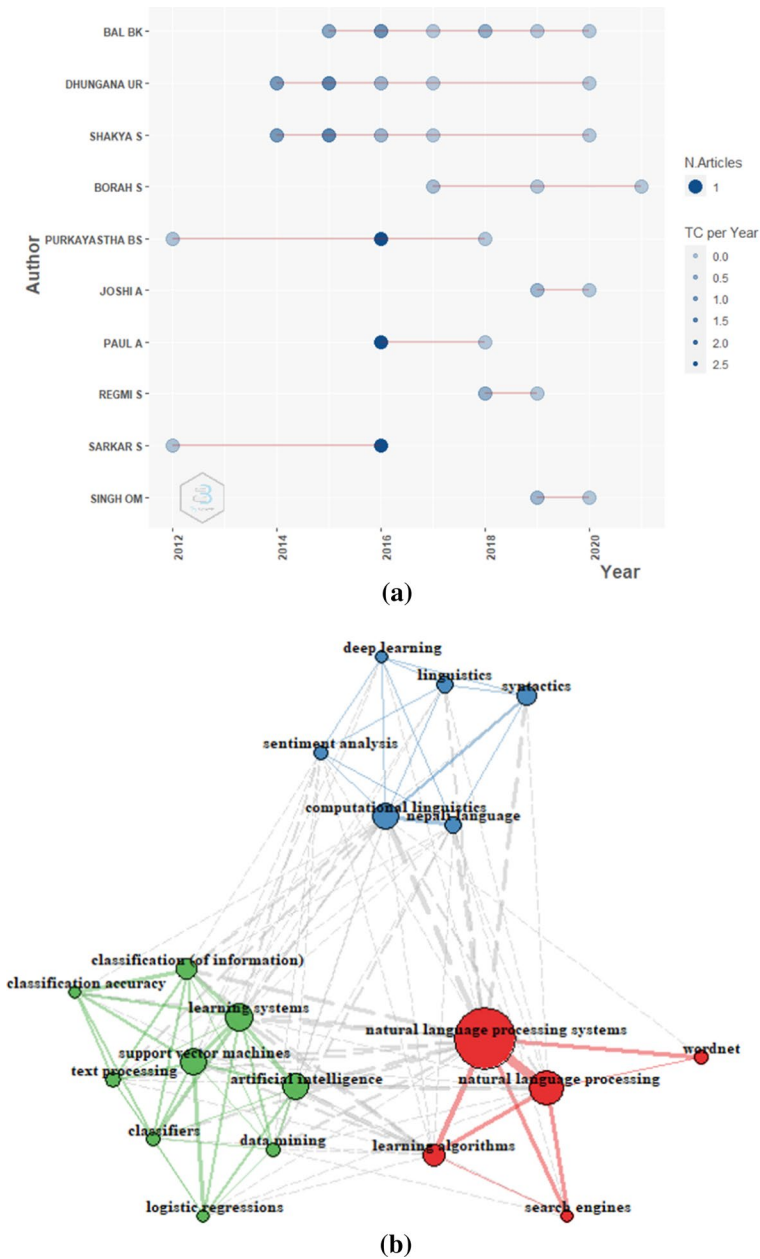 BAL BK
DHUNGANA UR
SHAKYA S
BORAH S
PURKAYASTHA BS
JOSHI A
PAUL A
REGMI S
SARKAR S
SINGH OM
Author
N.Articles
1
TC per Year
0.0
0.5
1.0
1.5
2.0
2.5
2012
2014
2016
2018
2020
Year
(a)
deep learning
linguistics
syntactics
sentiment analysis
computational linguistics
nepali language
classification (of information)
classification accuracy
learning systems
natural language processing systems
support vector machines
wordnet
text processing
artificial intelligence
natural language processing
classifiers
data mining
learning algorithms
logistic regressions
search engines
(b)